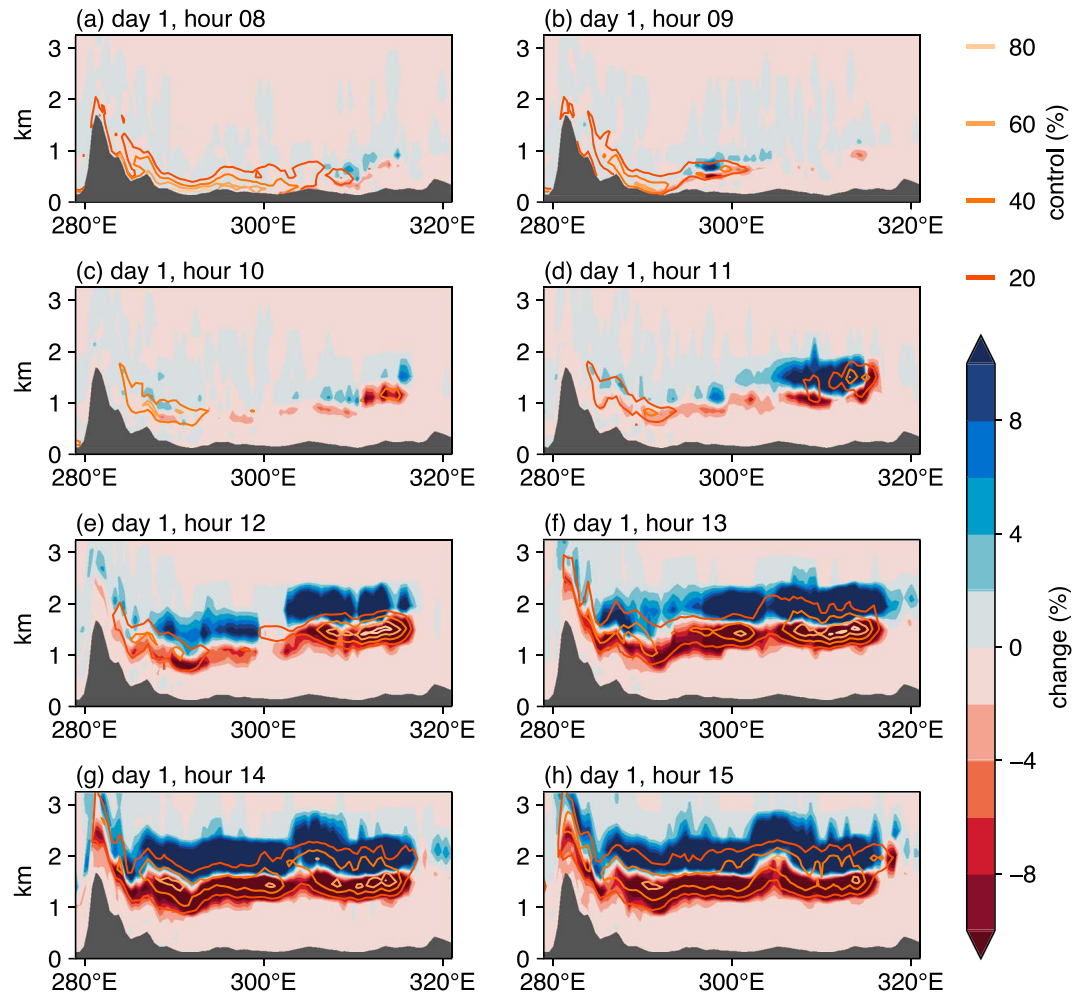 (a) day 1, hour 08
(b) day 1, hour 09
3
2
1
0
km
280°E
300°E
320°E
3
2
1
0
280°E
300°E
320°E
80
60
40
20
control (%)
(c) day 1, hour 10
(d) day 1, hour 11
3
2
1
0
km
280°E
300°E
320°E
3
2
1
0
280°E
300°E
320°E
(e) day 1, hour 12
(f) day 1, hour 13
3
2
1
0
km
280°E
300°E
320°E
3
2
1
0
280°E
300°E
320°E
8
4
0
−4
−8
change (%)
(g) day 1, hour 14
(h) day 1, hour 15
3
2
1
0
km
280°E
300°E
320°E
3
2
1
0
280°E
300°E
320°E